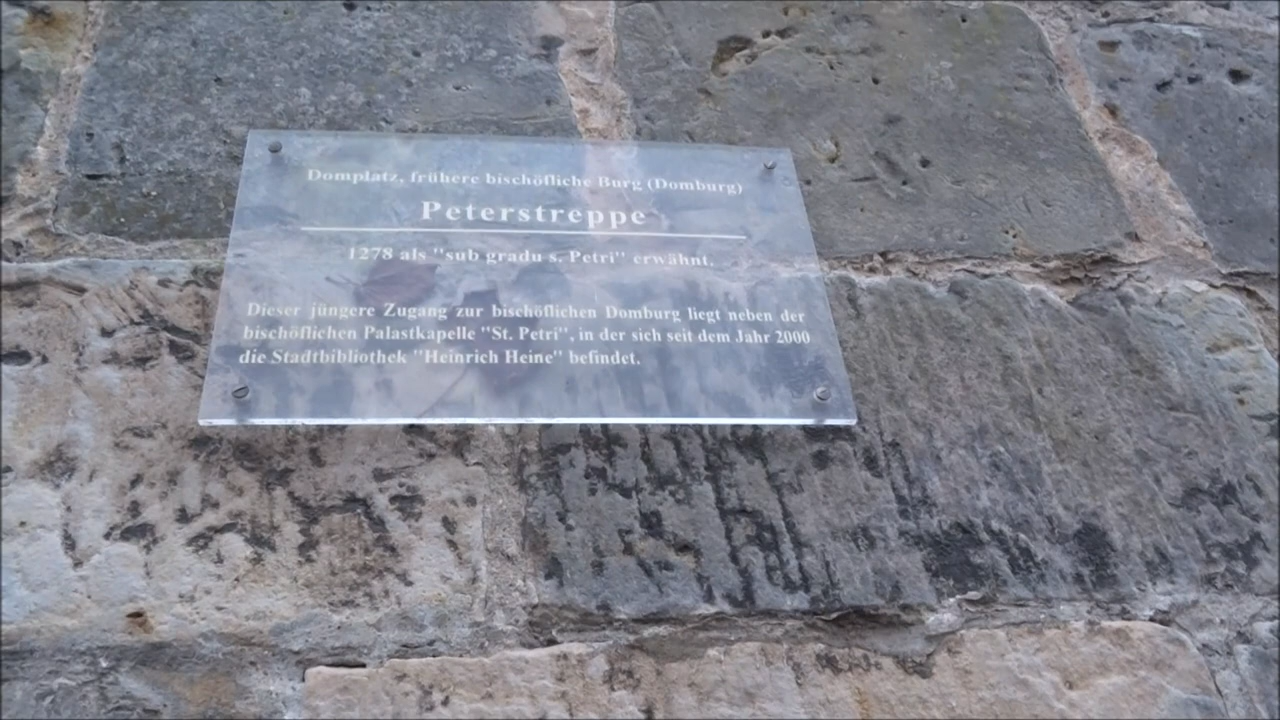 Domplatz, frühere bischöfliche Burg (Domburg)
Peterstreppe
1278 als "sub gradu s. Petri" erwähnt.
Dieser jüngere Zugang zur bischöflichen Domburg liegt neben der
bischöflichen Palastkapelle "St. Petri", in der sich seit dem Jahr 2000
die Stadtbibliothek "Heinrich Heine" befindet.